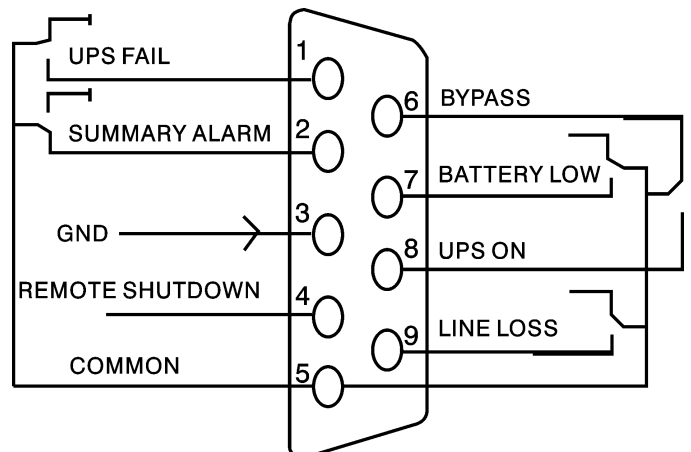 1
UPS FAIL
2
SUMMARY ALARM
3
GND
4
REMOTE SHUTDOWN
5
COMMON
6
BYPASS
7
BATTERY LOW
8
UPS ON
9
LINE LOSS